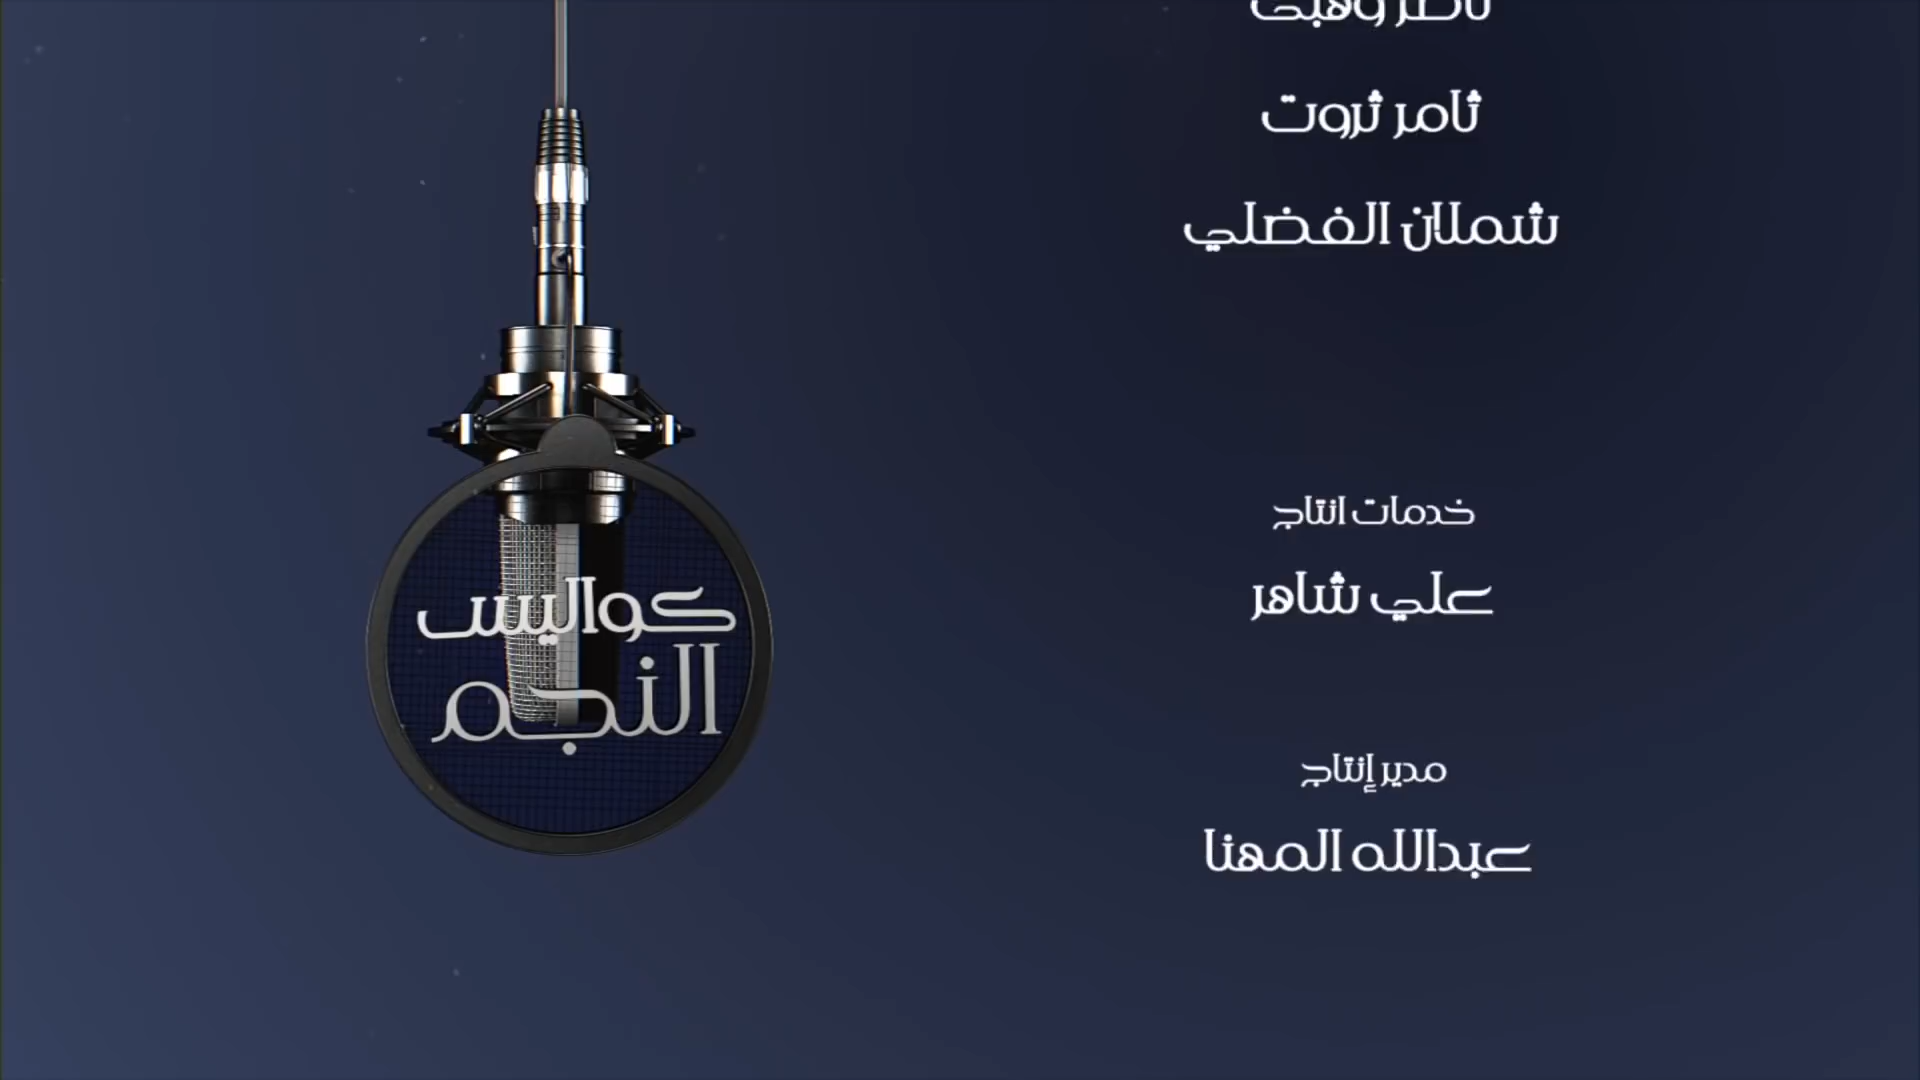 ثامر ثروت
شملان الفضلي
خدمات انتاج
علي شاهر
مدير إنتاج
عبدالله المهنا
كواليس
النجم